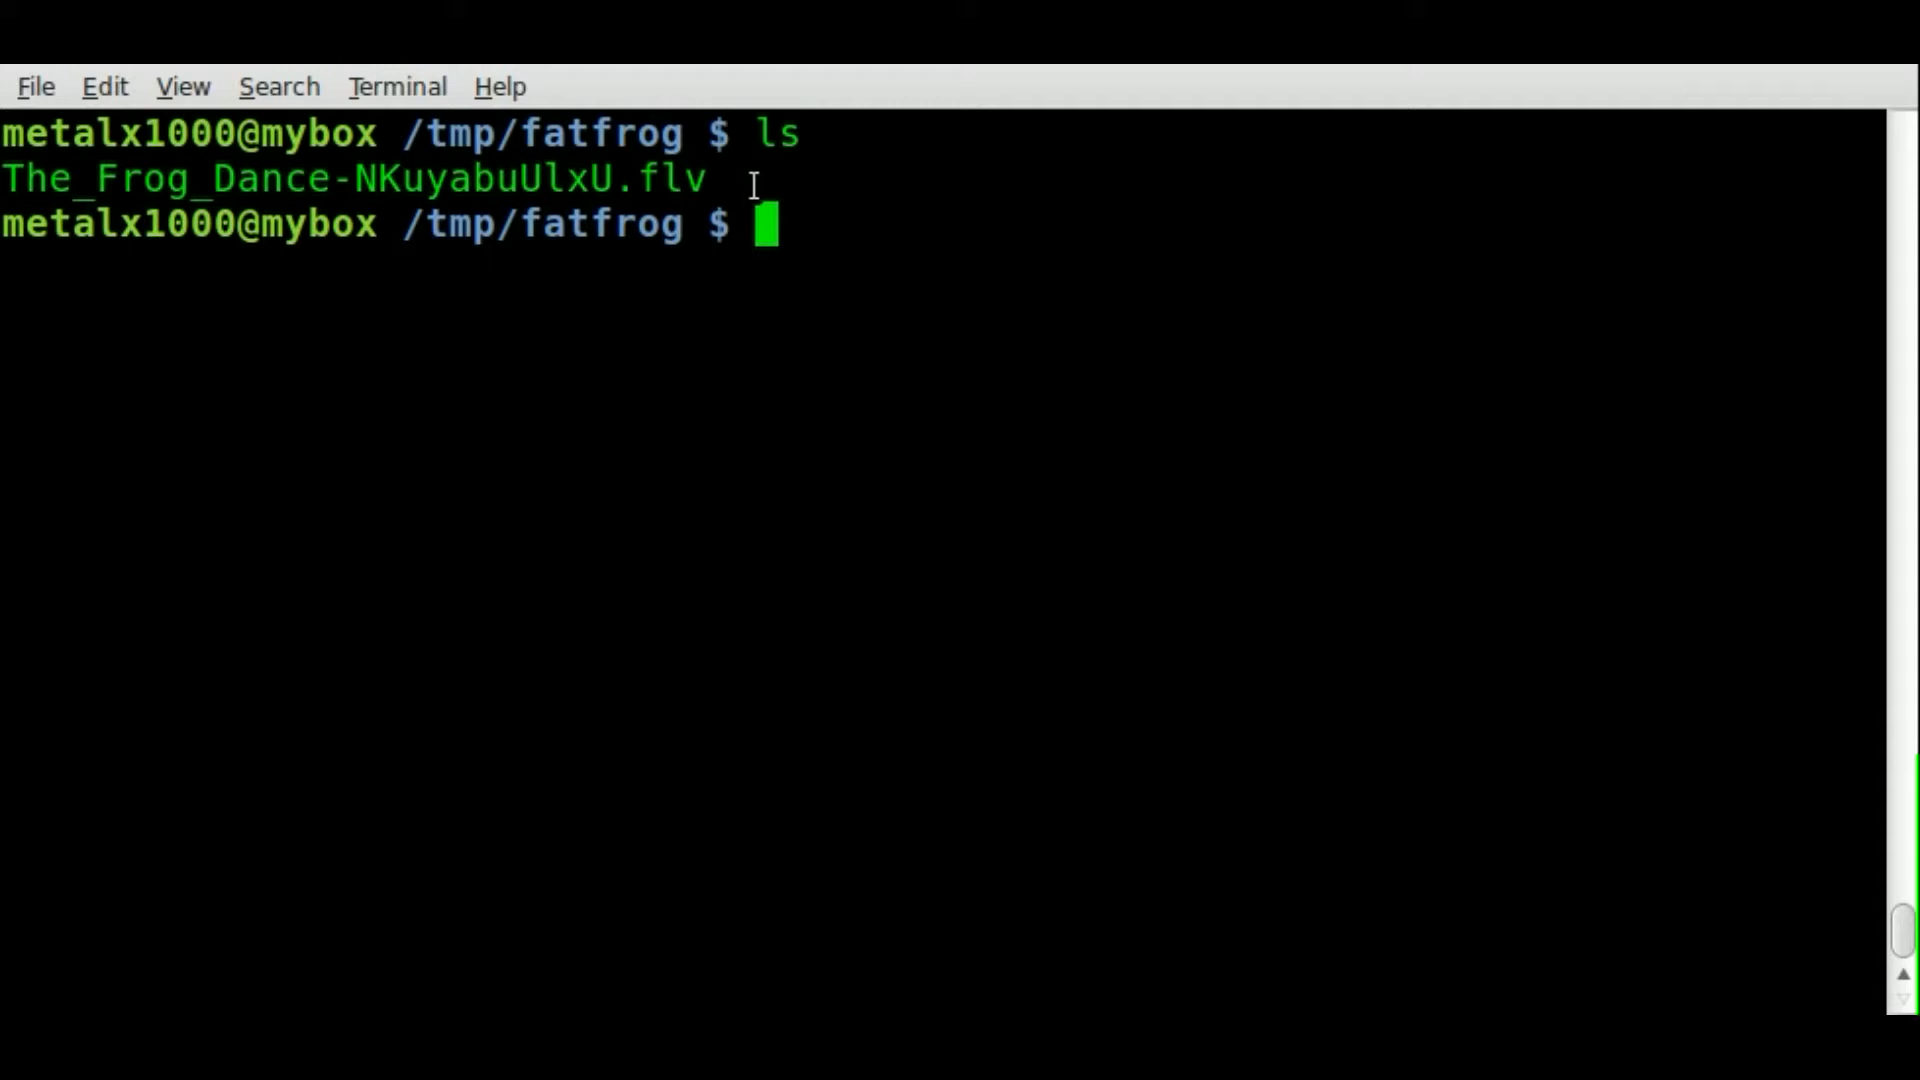 File Edit View Search Terminal Help
metalx1000@mybox /tmp/fatfrog $ ls
The_Frog_Dance-NKuyabuUlxU.flv
metalx1000@mybox /tmp/fatfrog $